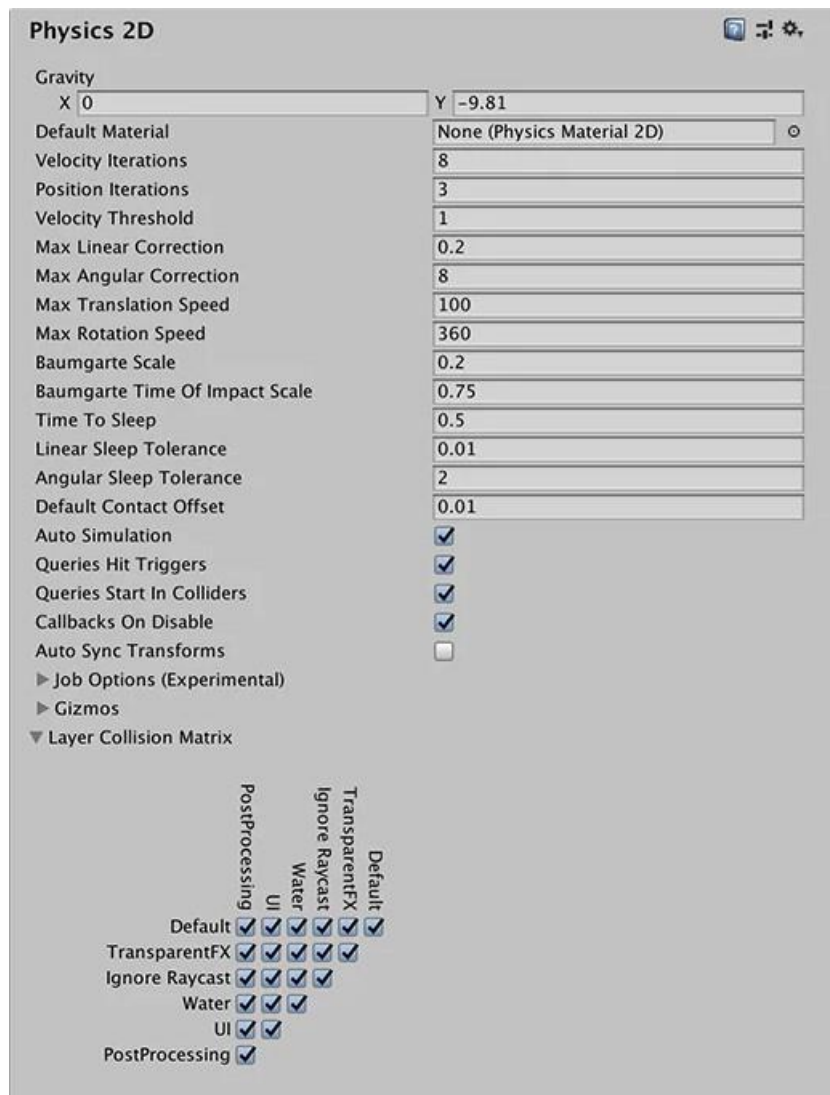 Physics 2D
Gravity
X 0 Y -9.81
Default Material None (Physics Material 2D)
Velocity Iterations 8
Position Iterations 3
Velocity Threshold 1
Max Linear Correction 0.2
Max Angular Correction 8
Max Translation Speed 100
Max Rotation Speed 360
Baumgarte Scale 0.2
Baumgarte Time Of Impact Scale 0.75
Time To Sleep 0.5
Linear Sleep Tolerance 0.01
Angular Sleep Tolerance 2
Default Contact Offset 0.01
Auto Simulation
Queries Hit Triggers
Queries Start In Colliders
Callbacks On Disable
Auto Sync Transforms
Job Options (Experimental)
Gizmos
Layer Collision Matrix
PostProcessing
UI
Water
Ignore Raycast
TransparentFX
Default
Default
TransparentFX
Ignore Raycast
Water
UI
PostProcessing